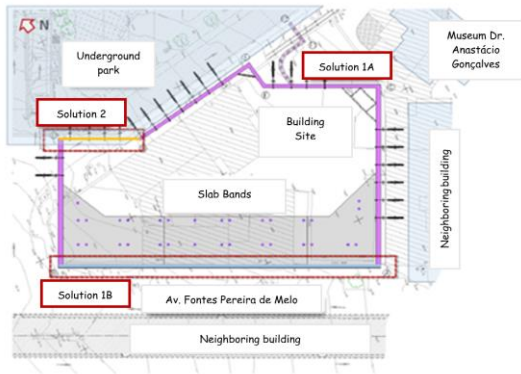 N
Underground
park
Museum Dr.
Anastácio
Gonçalves
Solution 1A
Solution 2
Building
Site
Slab Bands
Neighboring building
Solution 1B
Av. Fontes Pereira de Melo
Neighboring building